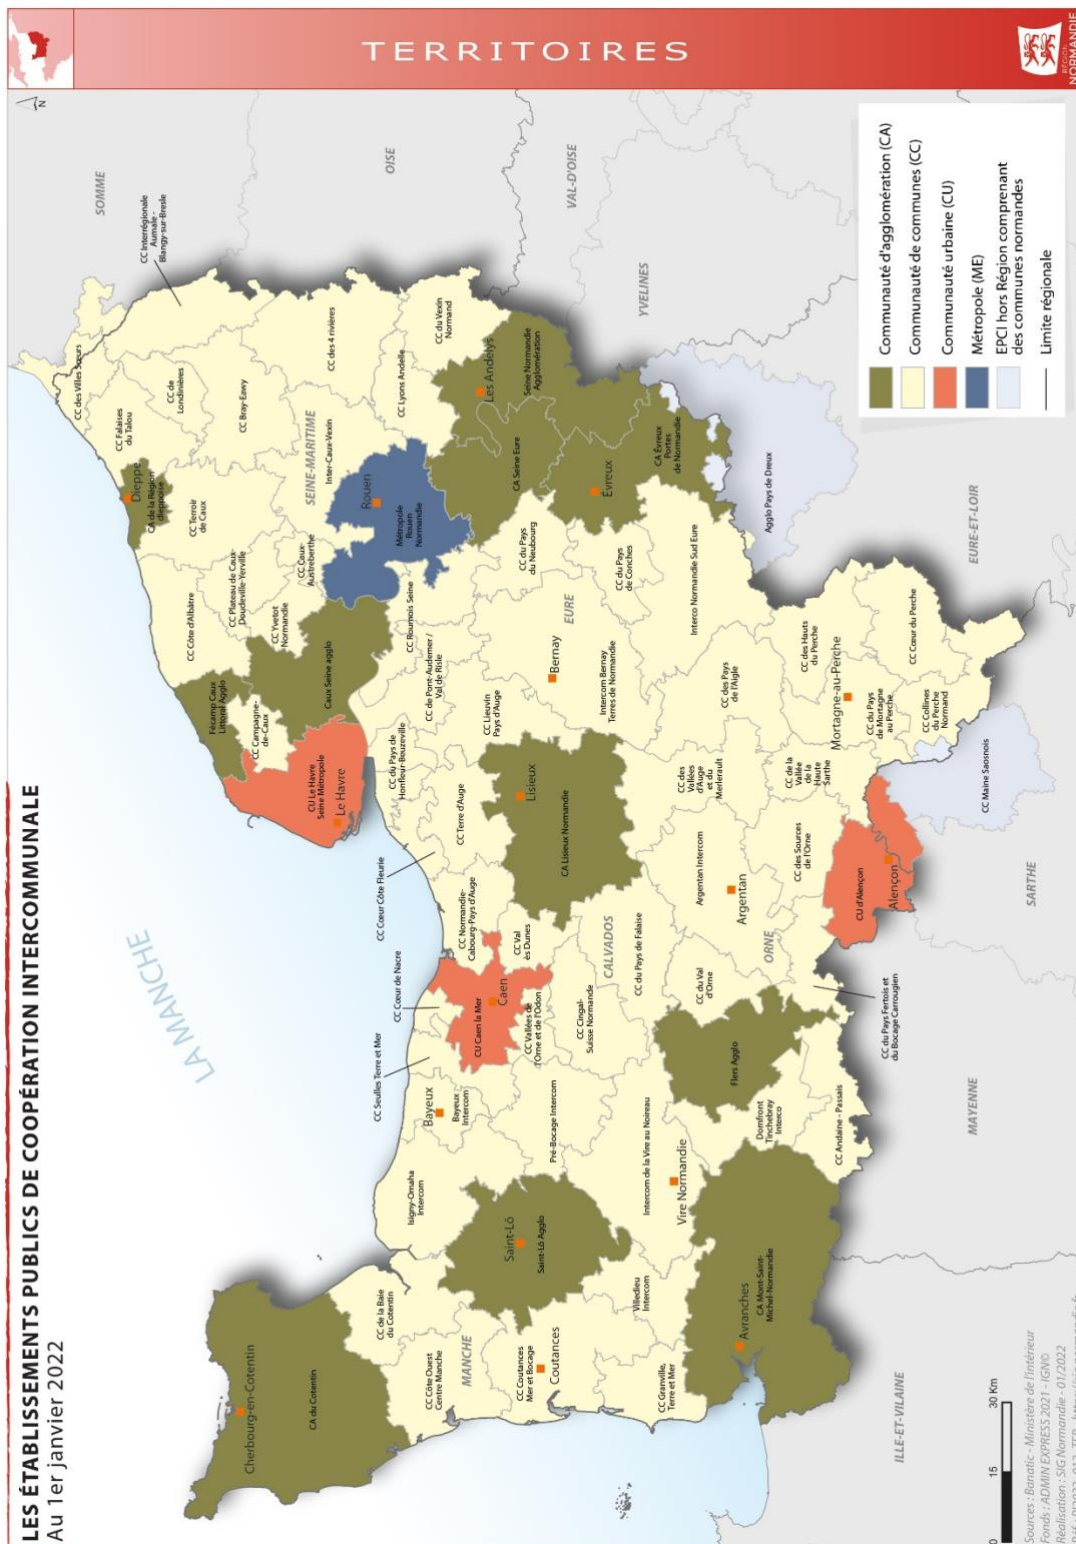 LES ÉTABLISSEMENTS PUBLICS DE COOPÉRATION INTERCOMMUNALE
Au 1er janvier 2022
TERRITOIRES
RÉGION
NORMANDIE
N
LA MANCHE
SOMME
OISE
VAL-D'OISE
YVELINES
EURE-ET-LOIR
SARTHE
MAYENNE
ILLE-ET-VILAINE
SEINE-MARITIME
EURE
CALVADOS
ORNE
MANCHE
Cherbourg-en-Cotentin
CA du Cotentin
CC de la Baie
du Cotentin
CC Côte Ouest
Centre Manche
CC Coutances
Mer et Bocage
Coutances
CC Granville,
Terre et Mer
Villedieu
Intercom
Avranches
CA Mont-Saint-
Michel-Normandie
Saint-Lô
Saint-Lô Agglo
Isigny-Omaha
Intercom
Bayeux
Bayeux
Intercom
CC Seulles Terre et Mer
CC Cœur de Nacre
CU Caen la Mer
Caen
CC Vallées de
l'Orne et de l'Odon
CC Val
ès Dunes
CC Normandie-
Cabourg-Pays d'Auge
CC Cœur Côte Fleurie
CC Terre d'Auge
CC du Pays de
Honfleur-Beuzeville
Pré-Bocage Intercom
CC Cingal-
Suisse Normande
CC du Pays de Falaise
Intercom de la Vire au Noireau
Vire Normandie
Lisieux
CA Lisieux Normandie
Flers Agglo
Domfront
Tinchebray
Interco
CC Andaine - Passais
CC du Val
d'Orne
CC du Pays Fertois et
du Bocage Carrougien
Argentan Intercom
Argentan
CC des Sources
de l'Orne
CU d'Alençon
Alençon
CC des
Vallées
d'Auge
et du
Merlerault
CC de la
Vallée
de la
Haute
Sarthe
CC des Pays
de l'Aigle
CC des Hauts
du Perche
Mortagne-au-Perche
CC du Pays
de Mortagne
au Perche
CC Cœur du Perche
CC Collines
du Perche
Normand
CC Maine Saosnois
CU Le Havre
Seine Métropole
Le Havre
Fécamp Caux
Littoral Agglo
CC Campagne-
de-Caux
Caux Seine agglo
CC Côte d'Albâtre
CC Plateau de Caux-
Doudeville-Yerville
CC Yvetot
Normandie
CC Caux-
Austreberthe
CC Terroir
de Caux
Dieppe
CA de la Région
dieppoise
CC Falaises
du Talou
CC des Villes Sœurs
CC de
Londinières
CC Interrégionale
Aumale -
Blangy-sur-Bresle
CC Bray-Eawy
CC des 4 rivières
Inter-Caux-Vexin
Rouen
Métropole
Rouen
Normandie
CC Lyons Andelle
CC du Vexin
Normand
Les Andelys
Seine Normandie
Agglomération
CA Seine Eure
Évreux
CA Évreux
Portes
de Normandie
Agglo Pays de Dreux
CC Roumois Seine
CC de Pont-Audemer /
Val de Risle
CC Lieuvin
Pays d'Auge
Bernay
Intercom Bernay
Terres de Normandie
CC du Pays
du Neubourg
CC du Pays
de Conches
Interco Normandie Sud Eure
Communauté d'agglomération (CA)
Communauté de communes (CC)
Communauté urbaine (CU)
Métropole (ME)
EPCI hors Région comprenant
des communes normandes
Limite régionale
0 15 30 Km
Sources : Banatic - Ministère de l'intérieur
Fonds : ADMIN EXPRESS 2021 - IGN©
Réalisation : SIG Normandie - 01/2022